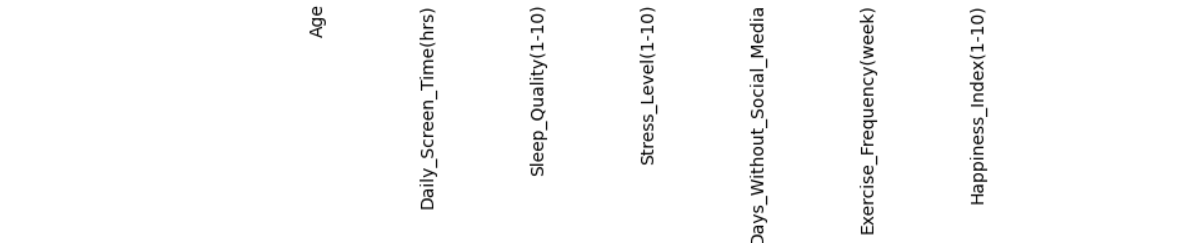 Age
Daily_Screen_Time(hrs)
Sleep_Quality(1-10)
Stress_Level(1-10)
Days_Without_Social_Media
Exercise_Frequency(week)
Happiness_Index(1-10)